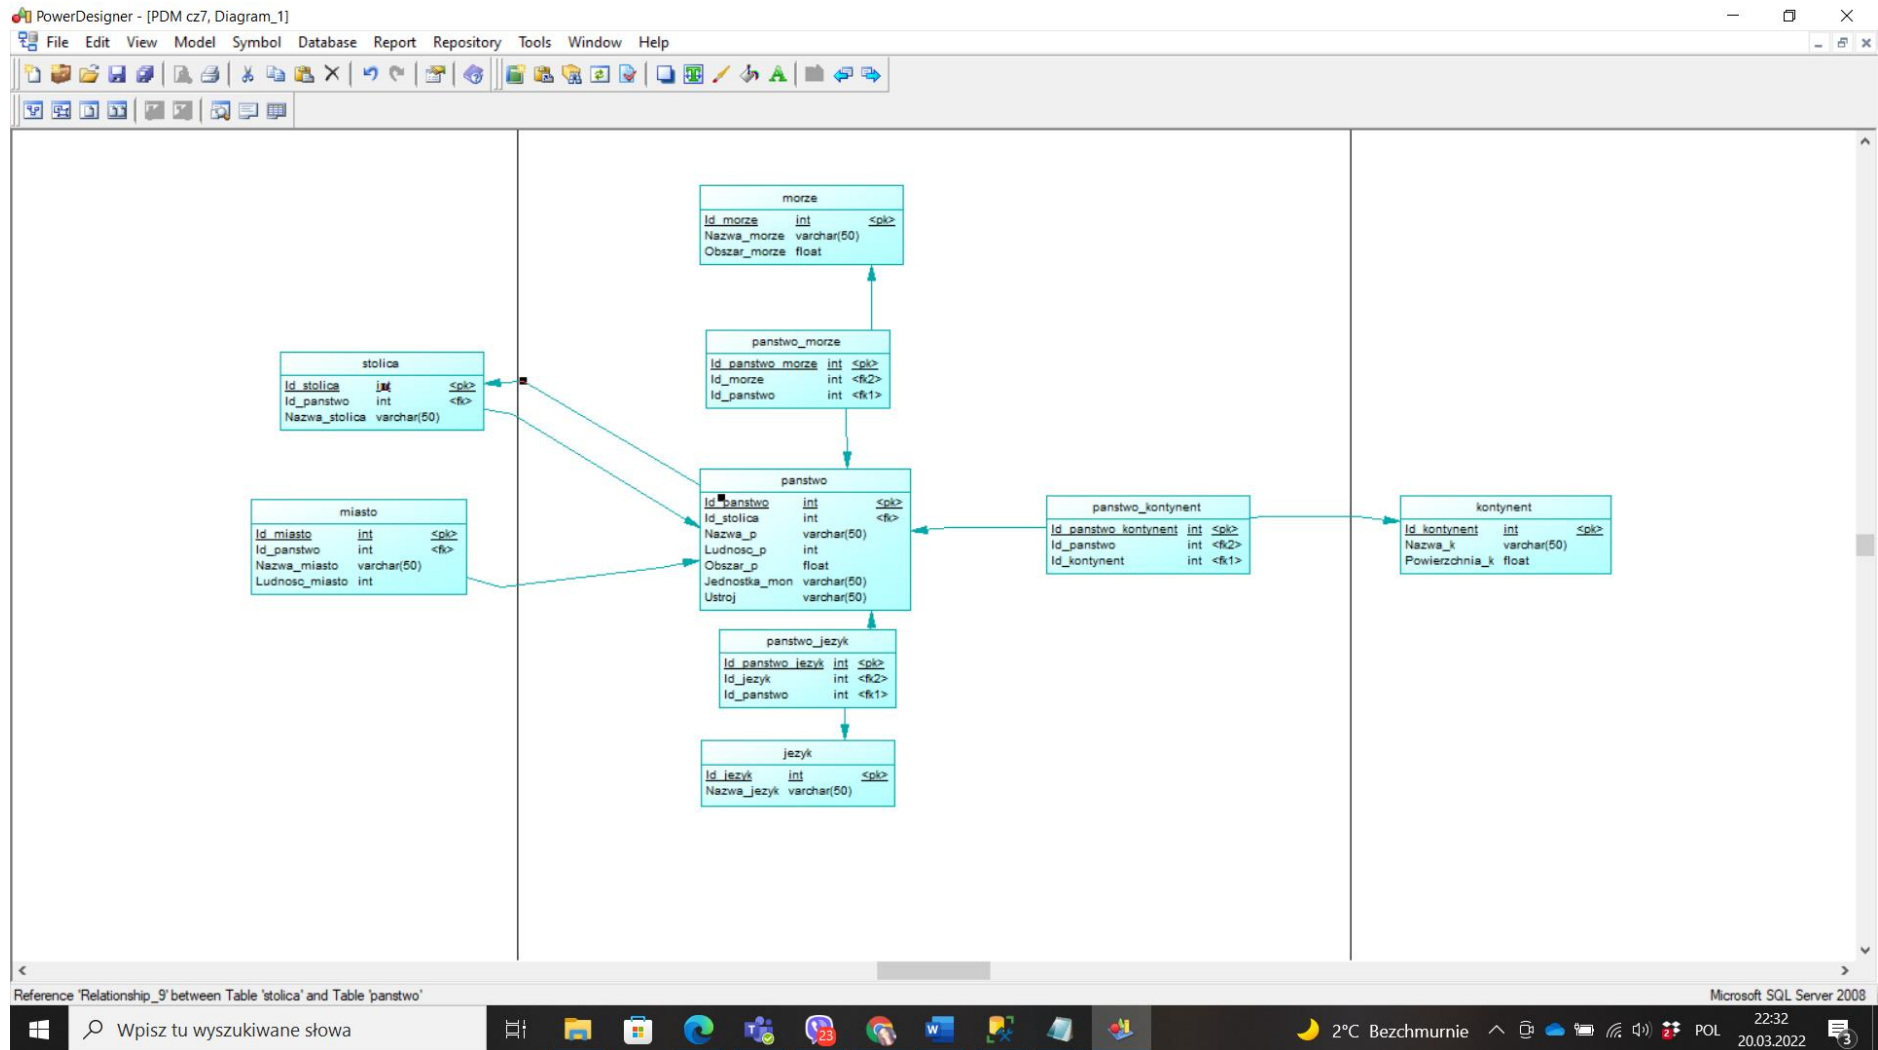 PowerDesigner - [PDM cz7, Diagram_1]
File Edit View Model Symbol Database Report Repository Tools Window Help
morze
Id_morze int <pk>
Nazwa_morze varchar(50)
Obszar_morze float
panstwo_morze
Id_panstwo_morze int <pk>
Id_morze int <fk2>
Id_panstwo int <fk1>
stolica
Id_stolica int <pk>
Id_panstwo int <fk>
Nazwa_stolica varchar(50)
panstwo
Id_panstwo int <pk>
Id_stolica int <fk>
Nazwa_p varchar(50)
Ludnosc_p int
Obszar_p float
Jednostka_mon varchar(50)
Ustroj varchar(50)
miasto
Id_miasto int <pk>
Id_panstwo int <fk>
Nazwa_miasto varchar(50)
Ludnosc_miasto int
panstwo_kontynent
Id_panstwo_kontynent int <pk>
Id_panstwo int <fk2>
Id_kontynent int <fk1>
kontynent
Id_kontynent int <pk>
Nazwa_k varchar(50)
Powierzchnia_k float
panstwo_jezyk
Id_panstwo_jezyk int <pk>
Id_jezyk int <fk2>
Id_panstwo int <fk1>
jezyk
Id_jezyk int <pk>
Nazwa_jezyk varchar(50)
Reference 'Relationship_9' between Table 'stolica' and Table 'panstwo'
Microsoft SQL Server 2008
Wpisz tu wyszukiwane słowa
23
2°C Bezchmurnie
2
POL
22:32
20.03.2022
3